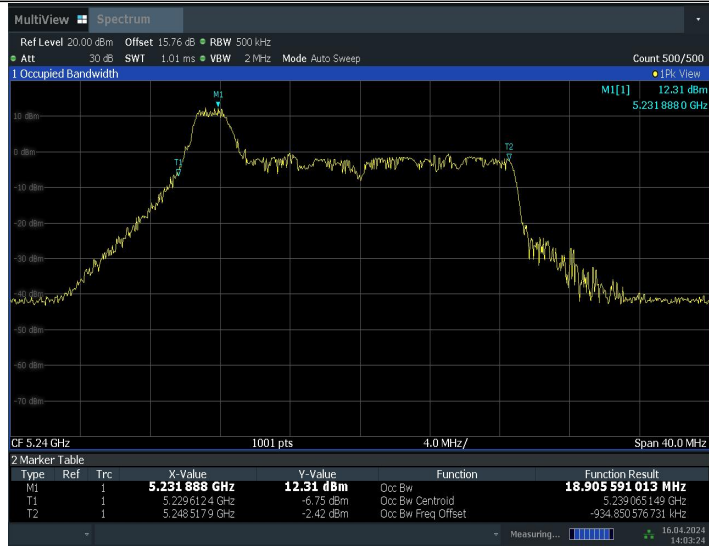 MultiView Spectrum
Ref Level 20.00 dBm Offset 15.76 dB RBW 500 kHz
Att 30 dB SWT 1.01 ms VBW 2 MHz Mode Auto Sweep Count 500/500
1 Occupied Bandwidth 1Pk View
M1[1] 12.31 dBm
5.231 888 0 GHz
M1
10 dBm
T2
0 dBm
T1
-10 dBm
-20 dBm
-30 dBm
-40 dBm
-50 dBm
-60 dBm
-70 dBm
CF 5.24 GHz 1001 pts 4.0 MHz/ Span 40.0 MHz
2 Marker Table
Type Ref Trc X-Value Y-Value Function Function Result
M1 1 5.231 888 GHz 12.31 dBm Occ Bw 18.905 591 013 MHz
T1 1 5.229 612 4 GHz -6.75 dBm Occ Bw Centroid 5.239 065 149 GHz
T2 1 5.248 517 9 GHz -2.42 dBm Occ Bw Freq Offset -934.850 576 731 kHz
Measuring... 16.04.2024
14:03:24